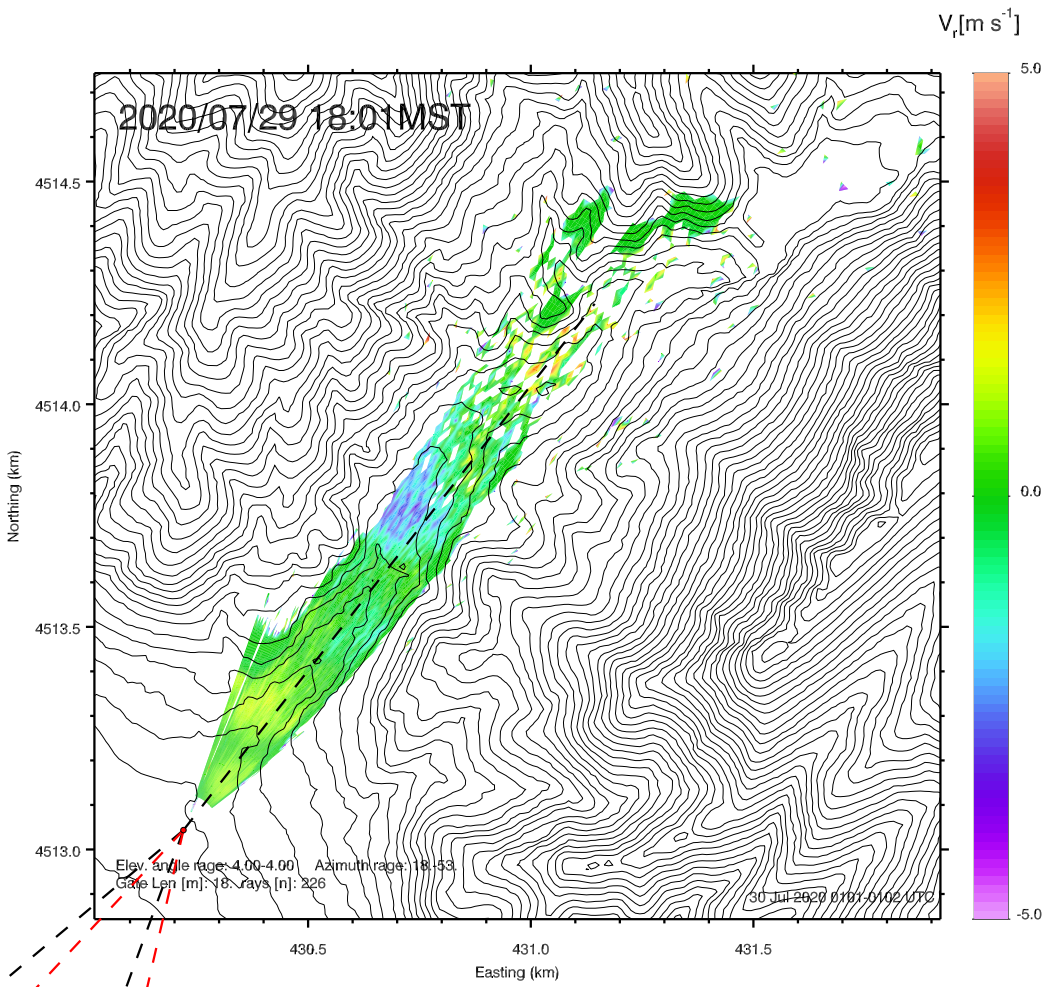 V_r[m s^-1]
5.0
2020/07/29 18:01MST
4514.5
4514.0
0.0
Northing (km)
4513.5
4513.0
Elev. angle rage: 4.00-4.00 Azimuth rage: 18.-53.
Gate Len [m]: 18. rays [n]: 226
30 Jul 2020 0101-0102 UTC
-5.0
430.5 431.0 431.5
Easting (km)